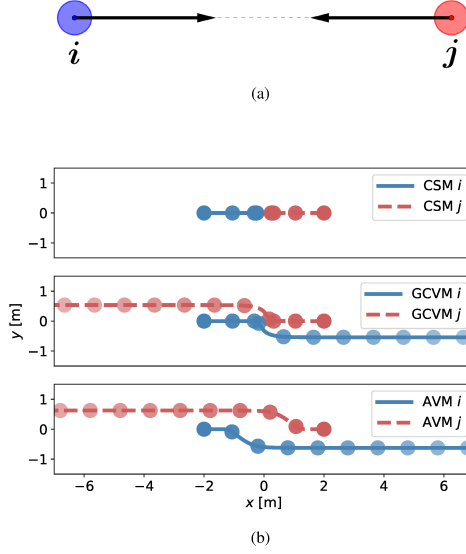 i
j
(a)
1
0
−1
CSM i
CSM j
y [m]
1
0
−1
GCVM i
GCVM j
1
0
−1
AVM i
AVM j
−6 −4 −2 0 2 4 6
x [m]
(b)